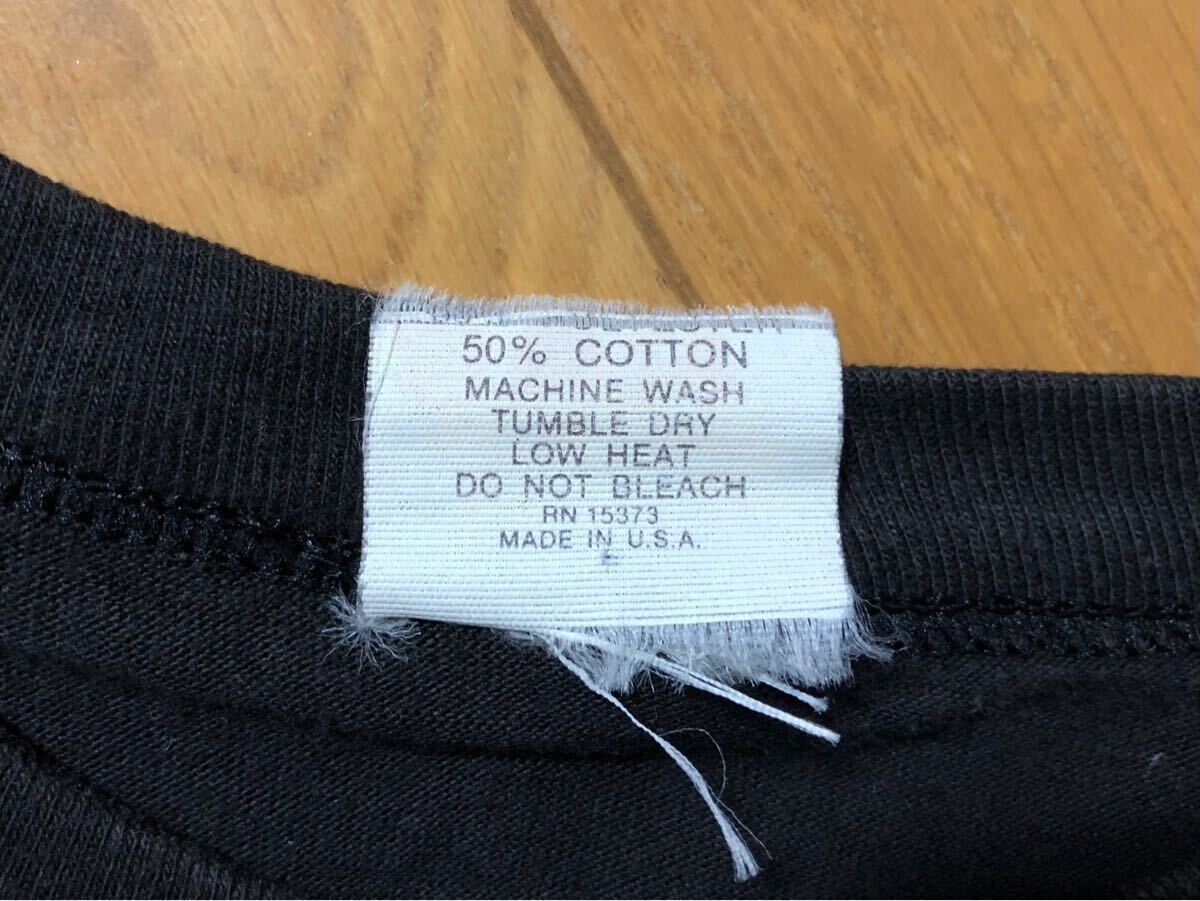 50% COTTON
MACHINE WASH
TUMBLE DRY
LOW HEAT
DO NOT BLEACH
RN 15373
MADE IN U.S.A.